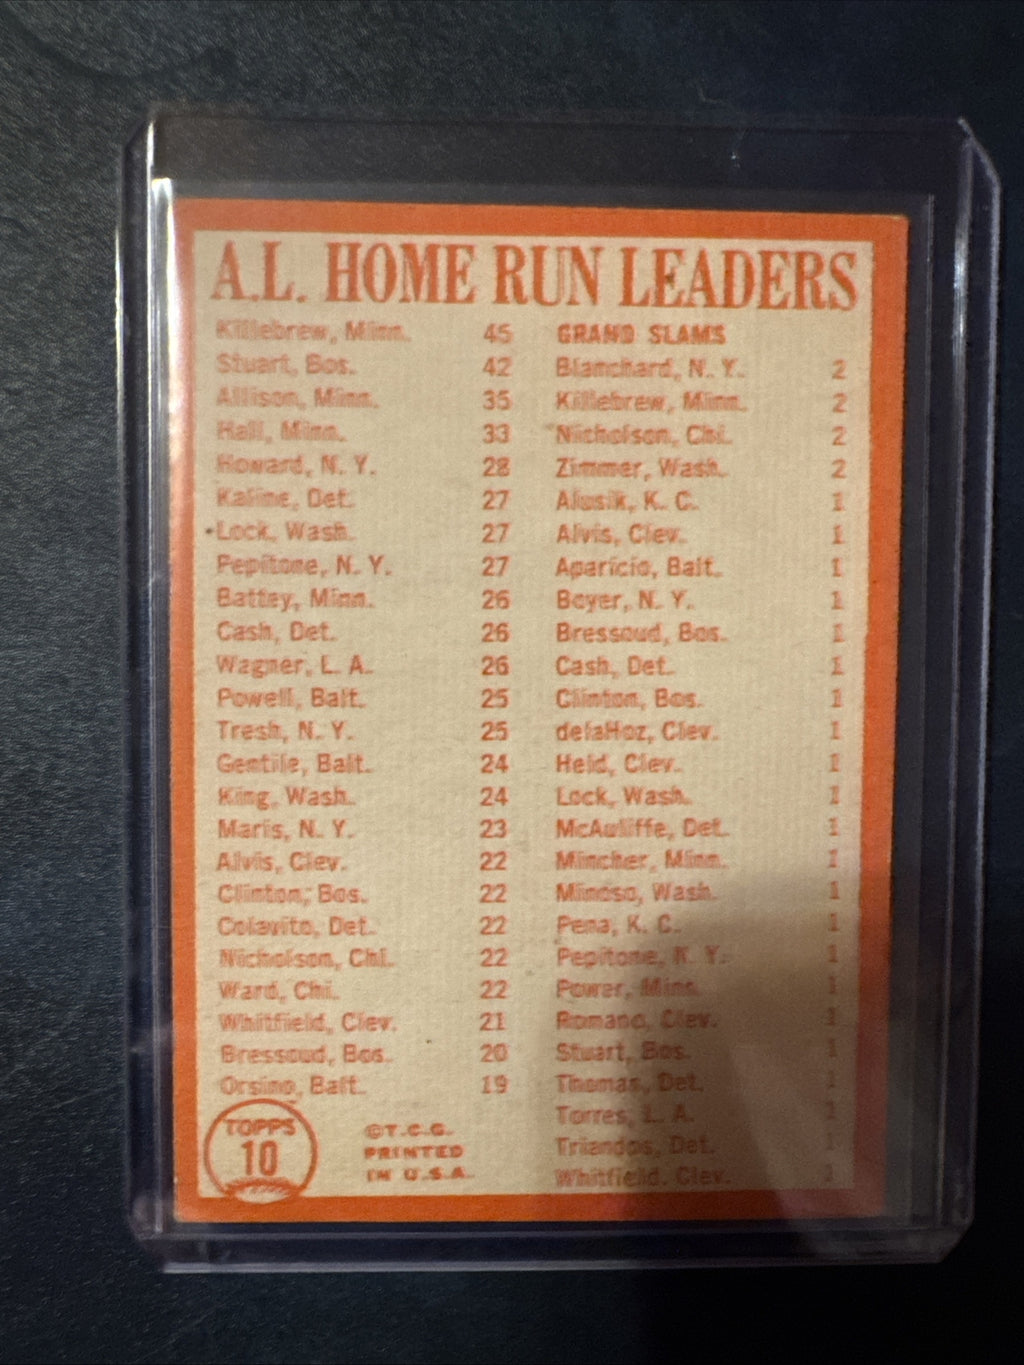 A.L. HOME RUN LEADERS
Killebrew, Minn. 45
Stuart, Bos. 42
Allison, Minn. 35
Hall, Minn. 33
Howard, N. Y. 28
Kaline, Det. 27
Lock, Wash. 27
Pepitone, N. Y. 27
Battey, Minn. 26
Cash, Det. 26
Wagner, L. A. 26
Powell, Balt. 25
Tresh, N. Y. 25
Gentile, Balt. 24
King, Wash. 24
Maris, N. Y. 23
Alvis, Clev. 22
Clinton, Bos. 22
Colavito, Det. 22
Nicholson, Chi. 22
Ward, Chi. 22
Whitfield, Clev. 21
Bressoud, Bos. 20
Orsino, Balt. 19
GRAND SLAMS
Blanchard, N. Y. 2
Killebrew, Minn. 2
Nicholson, Chi. 2
Zimmer, Wash. 2
Alusik, K. C. 1
Alvis, Clev. 1
Aparicio, Balt. 1
Boyer, N. Y. 1
Bressoud, Bos. 1
Cash, Det. 1
Clinton, Bos. 1
delaHoz, Clev. 1
Held, Clev. 1
Lock, Wash. 1
McAuliffe, Det. 1
Mincher, Minn. 1
Minoso, Wash. 1
Pena, K. C. 1
Pepitone, N. Y. 1
Power, Minn. 1
Romano, Clev. 1
Stuart, Bos. 1
Thomas, Det. 1
Torres, L. A. 1
Triandos, Det. 1
Whitfield, Clev. 1
TOPPS
10
©T.C.G.
PRINTED
IN U.S.A.